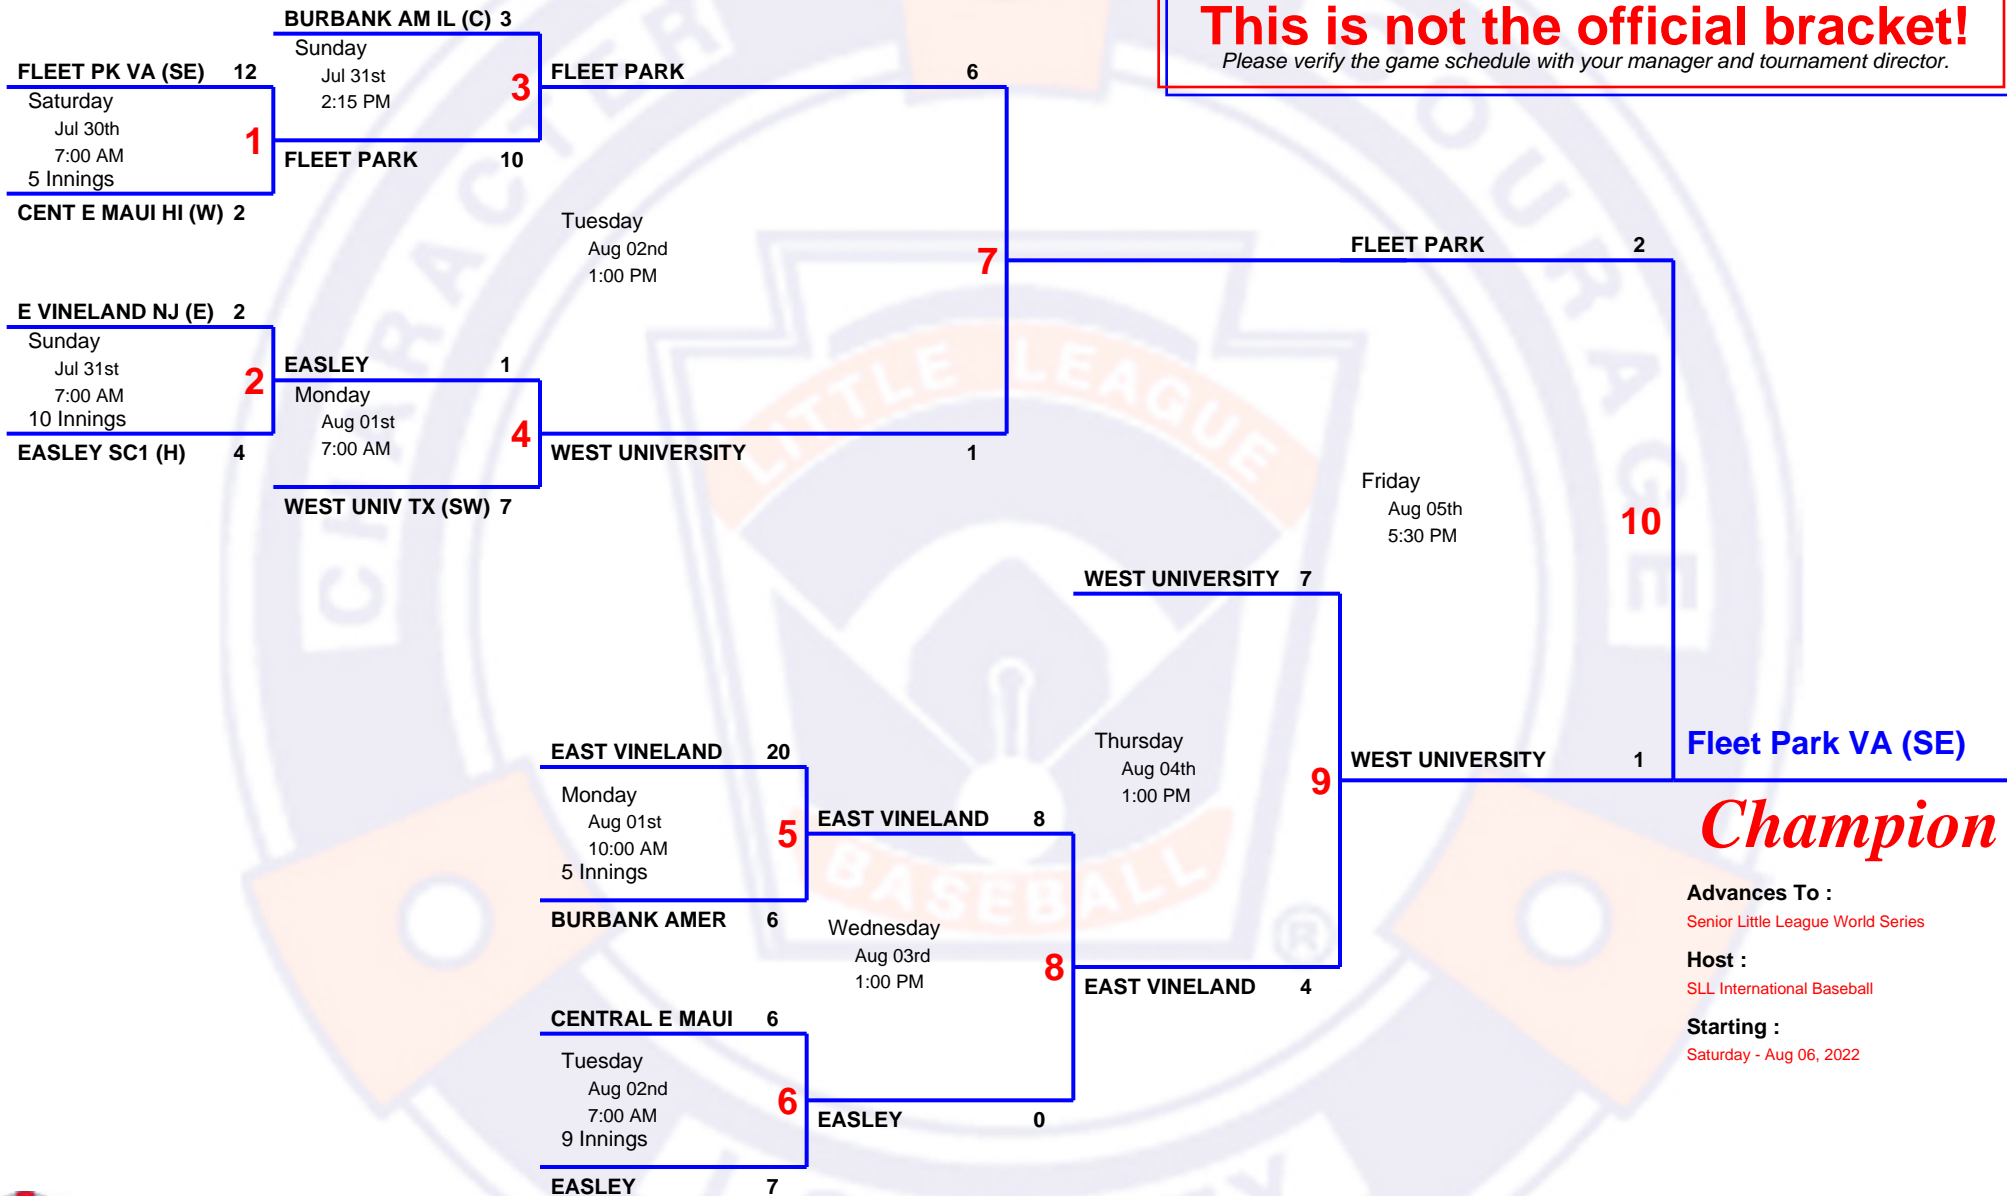 This is not the official bracket!
Please verify the game schedule with your manager and tournament director.
BURBANK AM IL (C) 3
Sunday
Jul 31st
2:15 PM
3
FLEET PK VA (SE) 12
Saturday
Jul 30th
7:00 AM
5 Innings
1
CENT E MAUI HI (W) 2
FLEET PARK 10
FLEET PARK 6
Tuesday
Aug 02nd
1:00 PM
7
E VINELAND NJ (E) 2
Sunday
Jul 31st
7:00 AM
10 Innings
2
EASLEY SC1 (H) 4
EASLEY 1
Monday
Aug 01st
7:00 AM
4
WEST UNIV TX (SW) 7
WEST UNIVERSITY 1
FLEET PARK 2
Friday
Aug 05th
5:30 PM
10
WEST UNIVERSITY 7
Thursday
Aug 04th
1:00 PM
9
WEST UNIVERSITY 1
EAST VINELAND 20
Monday
Aug 01st
10:00 AM
5 Innings
5
BURBANK AMER 6
EAST VINELAND 8
Wednesday
Aug 03rd
1:00 PM
8
EAST VINELAND 4
CENTRAL E MAUI 6
Tuesday
Aug 02nd
7:00 AM
9 Innings
6
EASLEY 7
EASLEY 0
Fleet Park VA (SE)
Champion
Advances To :
Senior Little League World Series
Host :
SLL International Baseball
Starting :
Saturday - Aug 06, 2022
CHARACTER
COURAGE
LITTLE LEAGUE
BASEBALL
®